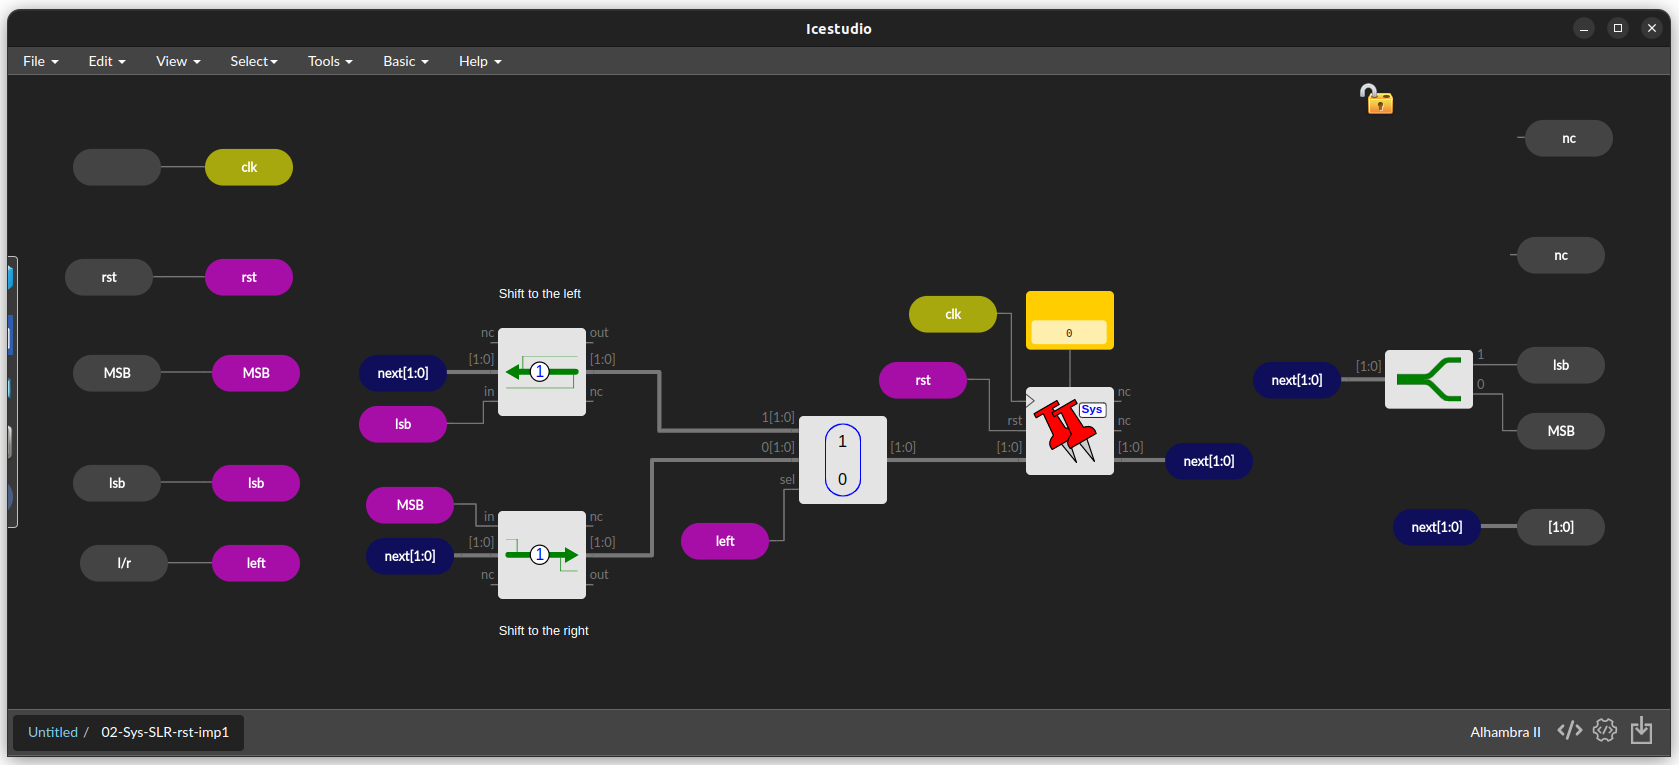 Icestudio
File Edit View Select Tools Basic Help
nc
clk
nc
rst rst
Shift to the left
clk
0
nc out
[1:0] [1:0]
next[1:0]
in nc
1
lsb
MSB MSB
rst
next[1:0] [1:0] 1 lsb
0
nc
Sys
rst nc
[1:0] [1:0]
MSB
1[1:0]
0[1:0] 1 [1:0]
sel 0
next[1:0]
lsb lsb
MSB in nc
[1:0] [1:0]
next[1:0]
nc out
1
left
next[1:0] [1:0]
l/r left
Shift to the right
Untitled / 02-Sys-SLR-rst-imp1
Alhambra II